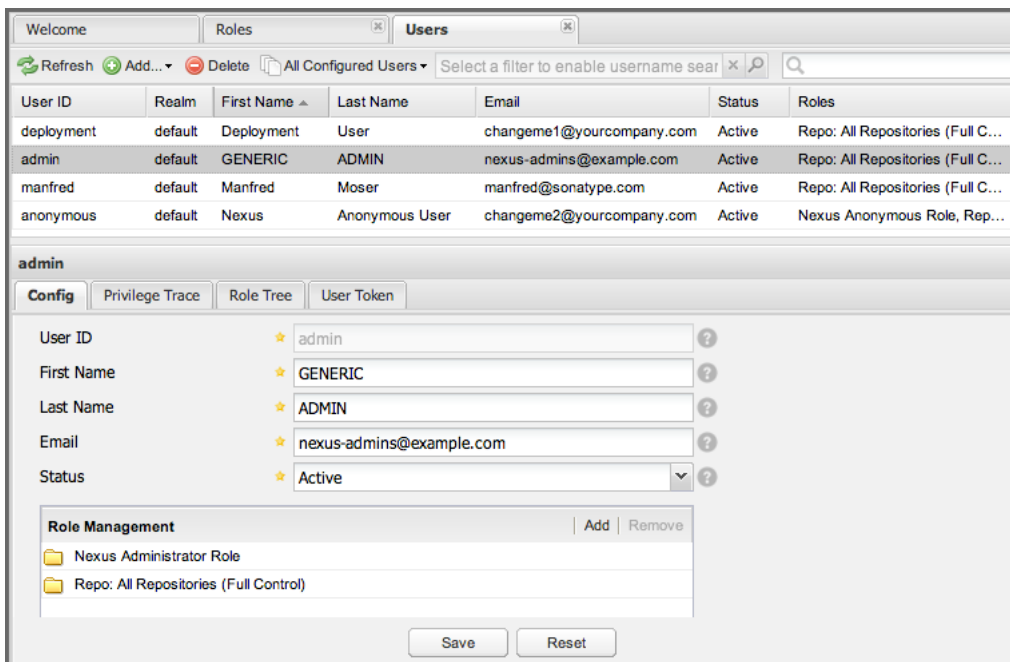 Welcome Roles Users
Refresh Add... Delete All Configured Users Select a filter to enable username sear
User ID Realm First Name Last Name Email Status Roles
deployment default Deployment User changeme1@yourcompany.com Active Repo: All Repositories (Full C...
admin default GENERIC ADMIN nexus-admins@example.com Active Repo: All Repositories (Full C...
manfred default Manfred Moser manfred@sonatype.com Active Repo: All Repositories (Full C...
anonymous default Nexus Anonymous User changeme2@yourcompany.com Active Nexus Anonymous Role, Rep...
admin
Config Privilege Trace Role Tree User Token
User ID admin
First Name GENERIC
Last Name ADMIN
Email nexus-admins@example.com
Status Active
Role Management Add Remove
Nexus Administrator Role
Repo: All Repositories (Full Control)
Save Reset